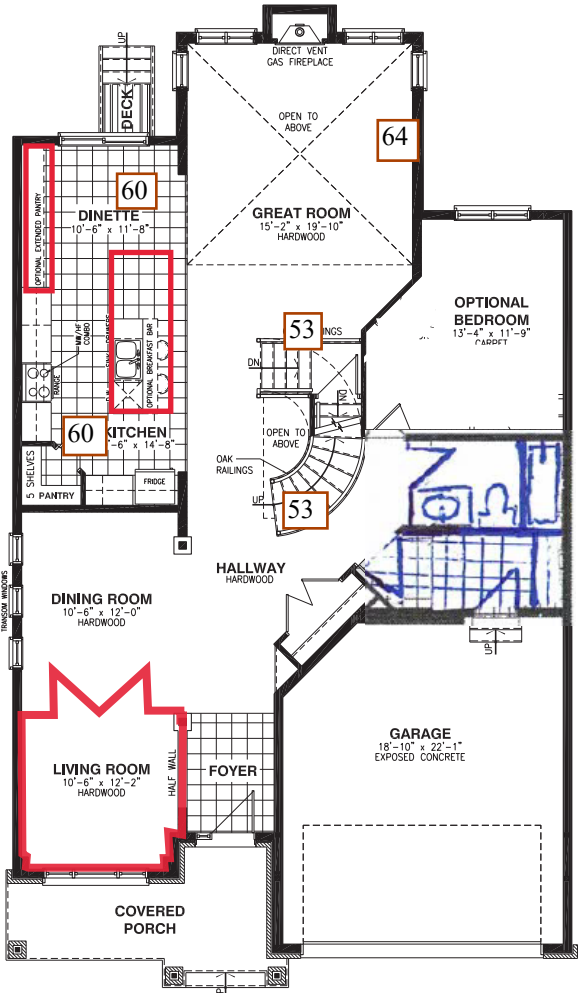 UP
DIRECT VENT
GAS FIREPLACE
DECK
OPEN TO
ABOVE
64
60
OPTIONAL EXTENDED PANTRY
DINETTE
10'-6" x 11'-8"
GREAT ROOM
15'-2" x 19'-10"
HARDWOOD
OPTIONAL
BEDROOM
13'-4" x 11'-9"
CARPET
53
MW/HF
COMBO
OPTIONAL BREAKFAST BAR
DN
RANGE
DN
60
KITCHEN
14'-8"
OPEN TO
ABOVE
OAK
RAILINGS
5 SHELVES
PANTRY
FRIDGE
UP
53
HALLWAY
HARDWOOD
TRANSOM WINDOWS
DINING ROOM
10'-6" x 12'-0"
HARDWOOD
UP
GARAGE
18'-10" x 22'-1"
EXPOSED CONCRETE
LIVING ROOM
10'-6" x 12'-2"
HARDWOOD
HALF WALL
FOYER
COVERED
PORCH